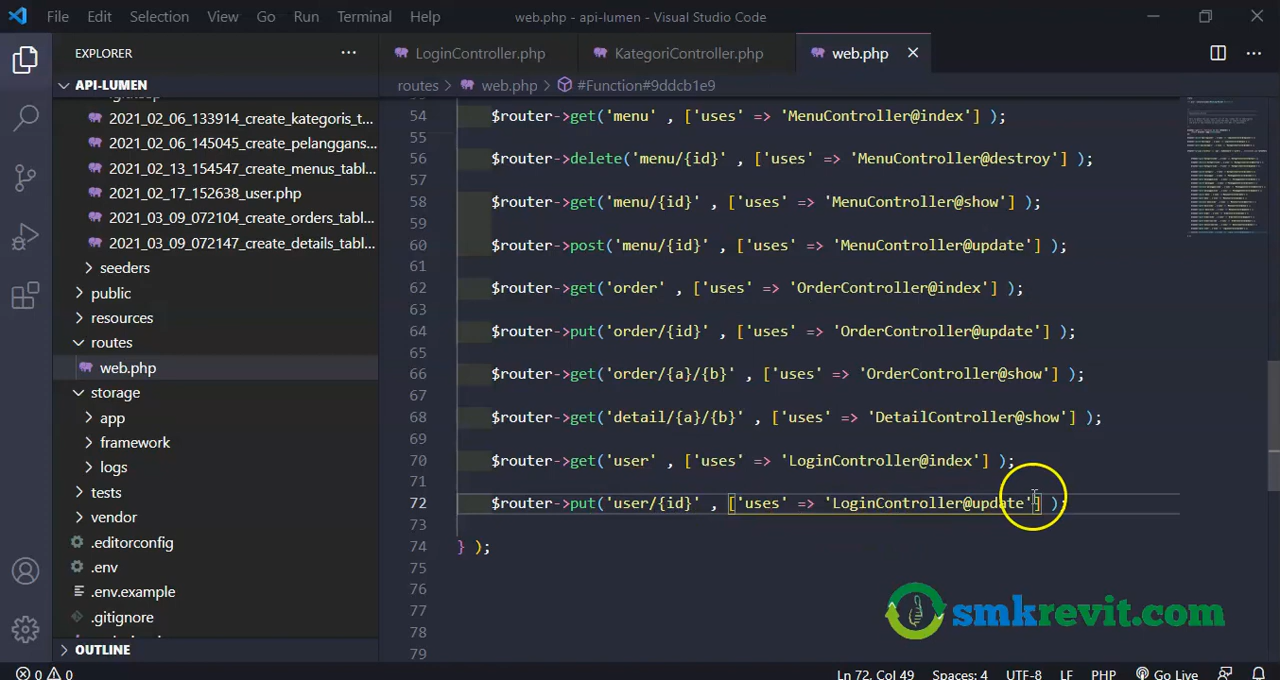 File Edit Selection View Go Run Terminal Help web.php - api-lumen - Visual Studio Code
EXPLORER
LoginController.php KategoriController.php web.php
API-LUMEN
routes > web.php > #Function#9ddcb1e9
2021_02_06_133914_create_kategoris_t...
2021_02_06_145045_create_pelanggans...
2021_02_13_154547_create_menus_tabl...
2021_02_17_152638_user.php
2021_03_09_072104_create_orders_tabl...
2021_03_09_072147_create_details_tabl...
seeders
public
resources
routes
web.php
storage
app
framework
logs
tests
vendor
.editorconfig
.env
.env.example
.gitignore
OUTLINE
54 $router->get('menu' , ['uses' => 'MenuController@index'] );
55
56 $router->delete('menu/{id}' , ['uses' => 'MenuController@destroy'] );
57
58 $router->get('menu/{id}' , ['uses' => 'MenuController@show'] );
59
60 $router->post('menu/{id}' , ['uses' => 'MenuController@update'] );
61
62 $router->get('order' , ['uses' => 'OrderController@index'] );
63
64 $router->put('order/{id}' , ['uses' => 'OrderController@update'] );
65
66 $router->get('order/{a}/{b}' , ['uses' => 'OrderController@show'] );
67
68 $router->get('detail/{a}/{b}' , ['uses' => 'DetailController@show'] );
69
70 $router->get('user' , ['uses' => 'LoginController@index'] );
71
72 $router->put('user/{id}' , ['uses' => 'LoginController@update'] );
73
74 } );
75
76
77
78
79
smkrevit.com
0 0 Ln 72, Col 49 Spaces: 4 UTF-8 LF PHP Go Live